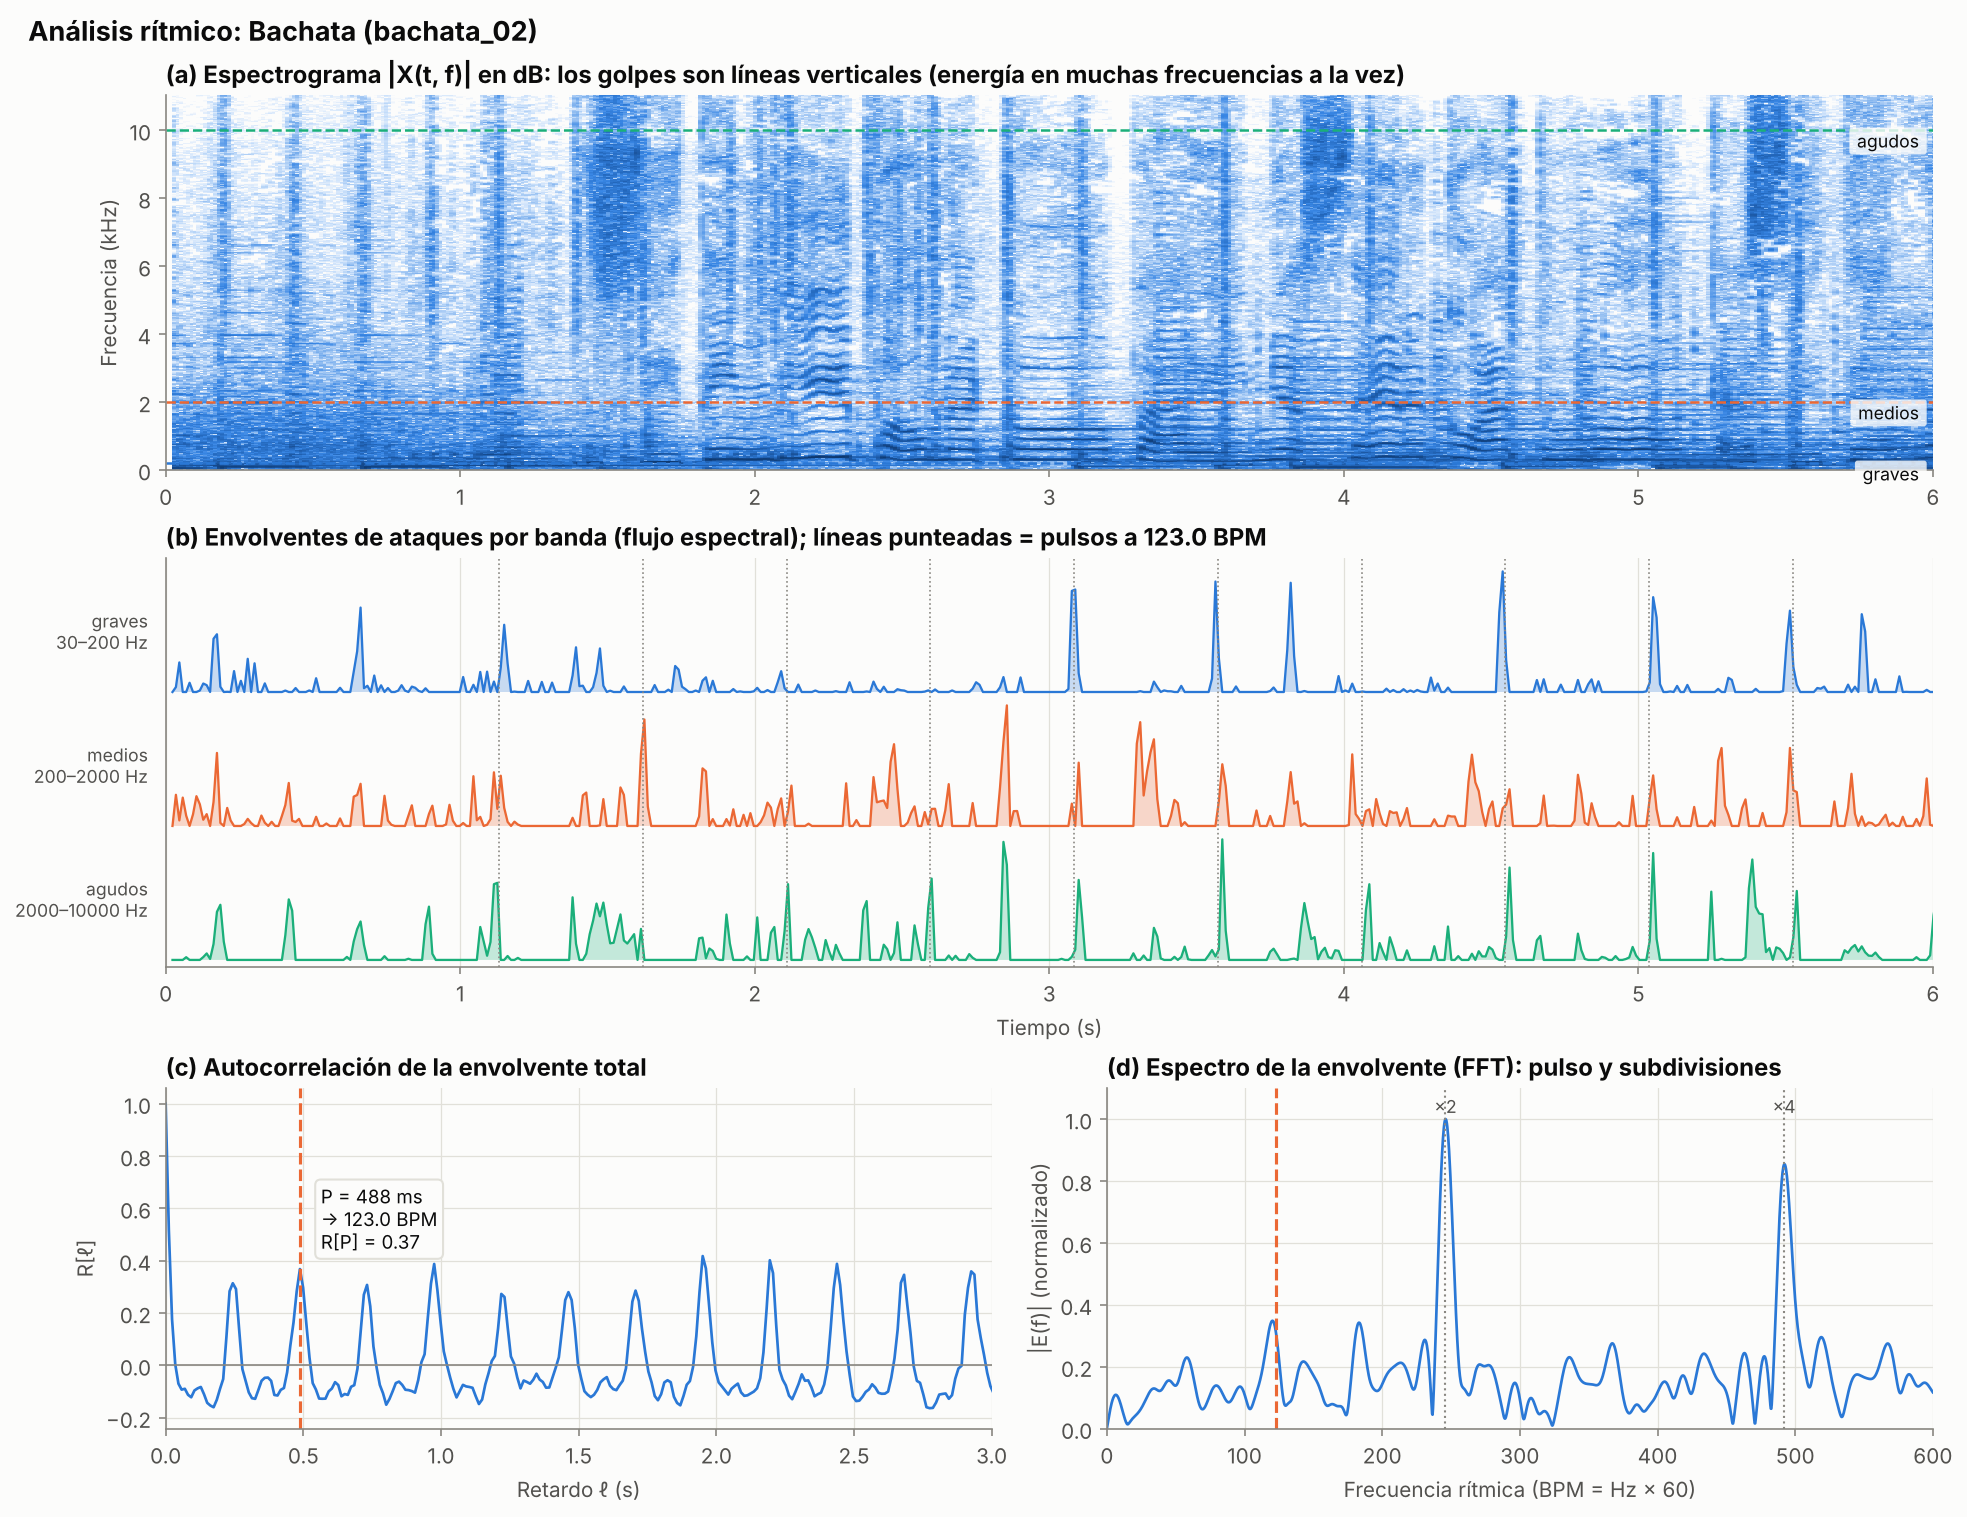 Análisis rítmico: Bachata (bachata_02)
(a) Espectrograma |X(t, f)| en dB: los golpes son líneas verticales (energía en muchas frecuencias a la vez)
Frecuencia (kHz)
10
8
6
4
2
0
agudos
medios
graves
0 1 2 3 4 5 6
(b) Envolventes de ataques por banda (flujo espectral); líneas punteadas = pulsos a 123.0 BPM
graves
30–200 Hz
medios
200–2000 Hz
agudos
2000–10000 Hz
0 1 2 3 4 5 6
Tiempo (s)
(c) Autocorrelación de la envolvente total
R[ℓ]
1.0
0.8
0.6
0.4
0.2
0.0
−0.2
P = 488 ms
→ 123.0 BPM
R[P] = 0.37
0.0 0.5 1.0 1.5 2.0 2.5 3.0
Retardo ℓ (s)
(d) Espectro de la envolvente (FFT): pulso y subdivisiones
|E(f)| (normalizado)
×2 ×4
1.0
0.8
0.6
0.4
0.2
0.0
0 100 200 300 400 500 600
Frecuencia rítmica (BPM = Hz × 60)